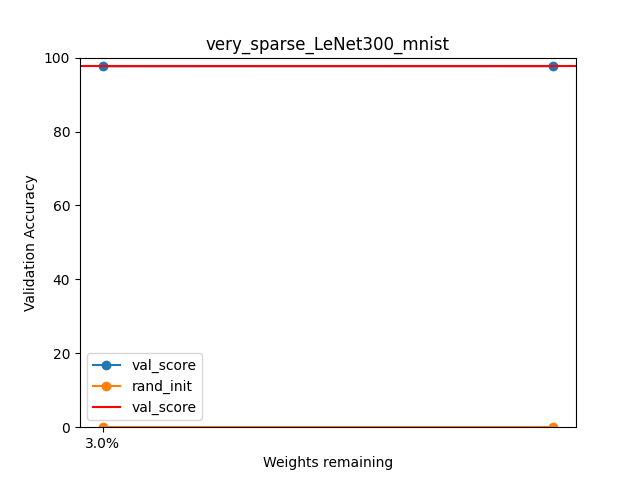 very_sparse_LeNet300_mnist
100
80
60
40
20
0
Validation Accuracy
val_score
rand_init
val_score
3.0%
Weights remaining